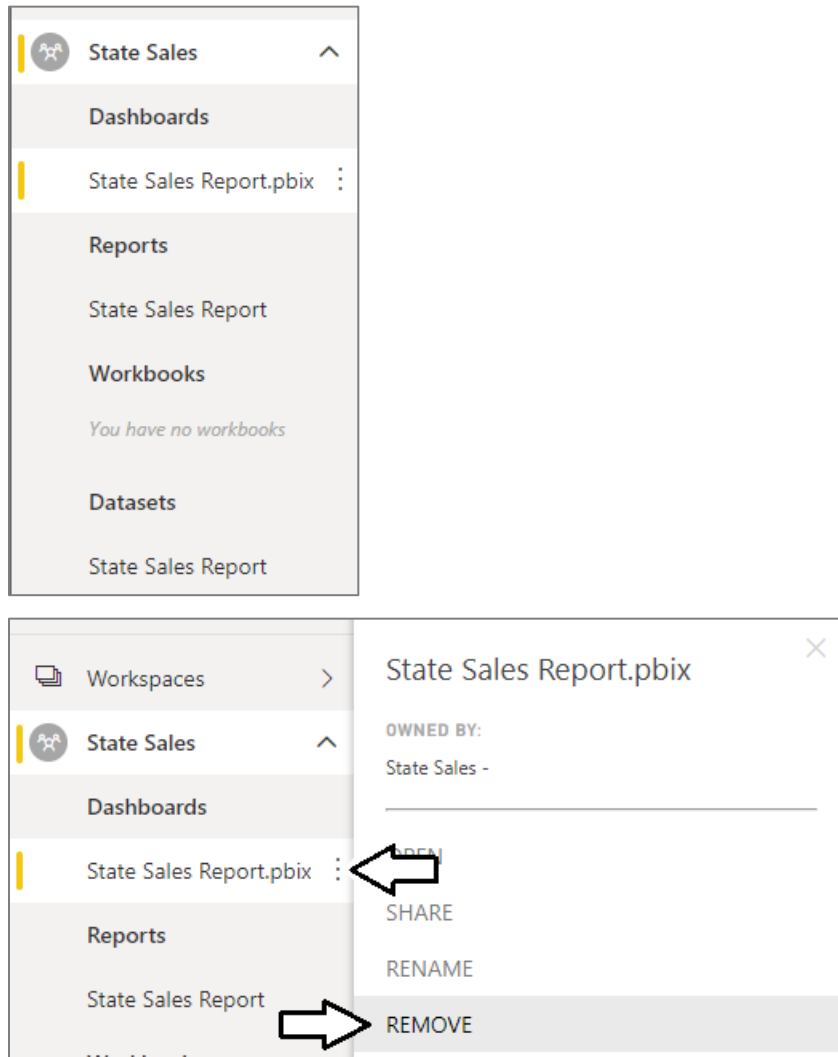 State Sales
Dashboards
State Sales Report.pbix
Reports
State Sales Report
Workbooks
You have no workbooks
Datasets
State Sales Report
Workspaces
State Sales
Dashboards
State Sales Report.pbix
Reports
State Sales Report
State Sales Report.pbix
OWNED BY:
State Sales -
OPEN
SHARE
RENAME
REMOVE